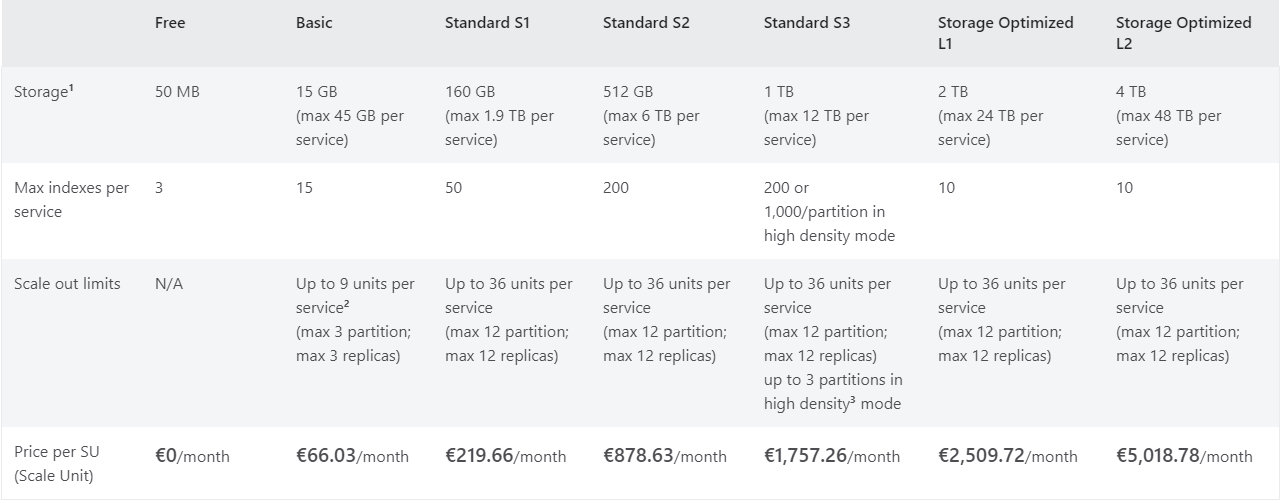 Free Basic Standard S1 Standard S2 Standard S3 Storage Optimized L1 Storage Optimized L2
Storage¹ 50 MB 15 GB (max 45 GB per service) 160 GB (max 1.9 TB per service) 512 GB (max 6 TB per service) 1 TB (max 12 TB per service) 2 TB (max 24 TB per service) 4 TB (max 48 TB per service)
Max indexes per service 3 15 50 200 200 or 1,000/partition in high density mode 10 10
Scale out limits N/A Up to 9 units per service² (max 3 partition; max 3 replicas) Up to 36 units per service (max 12 partition; max 12 replicas) Up to 36 units per service (max 12 partition; max 12 replicas) Up to 36 units per service (max 12 partition; max 12 replicas) up to 3 partitions in high density³ mode Up to 36 units per service (max 12 partition; max 12 replicas) Up to 36 units per service (max 12 partition; max 12 replicas)
Price per SU (Scale Unit) €0/month €66.03/month €219.66/month €878.63/month €1,757.26/month €2,509.72/month €5,018.78/month